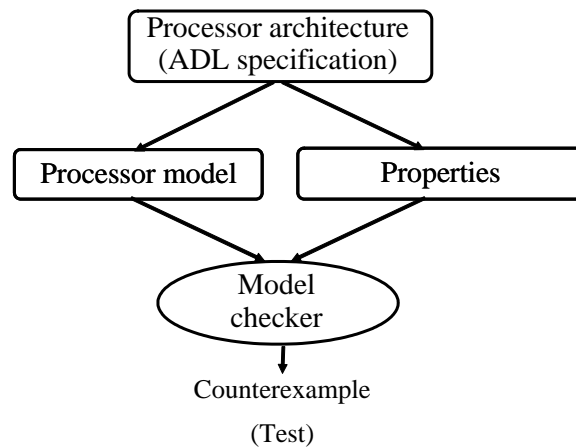 Processor architecture
(ADL specification)
Processor model
Properties
Model
checker
Counterexample
(Test)